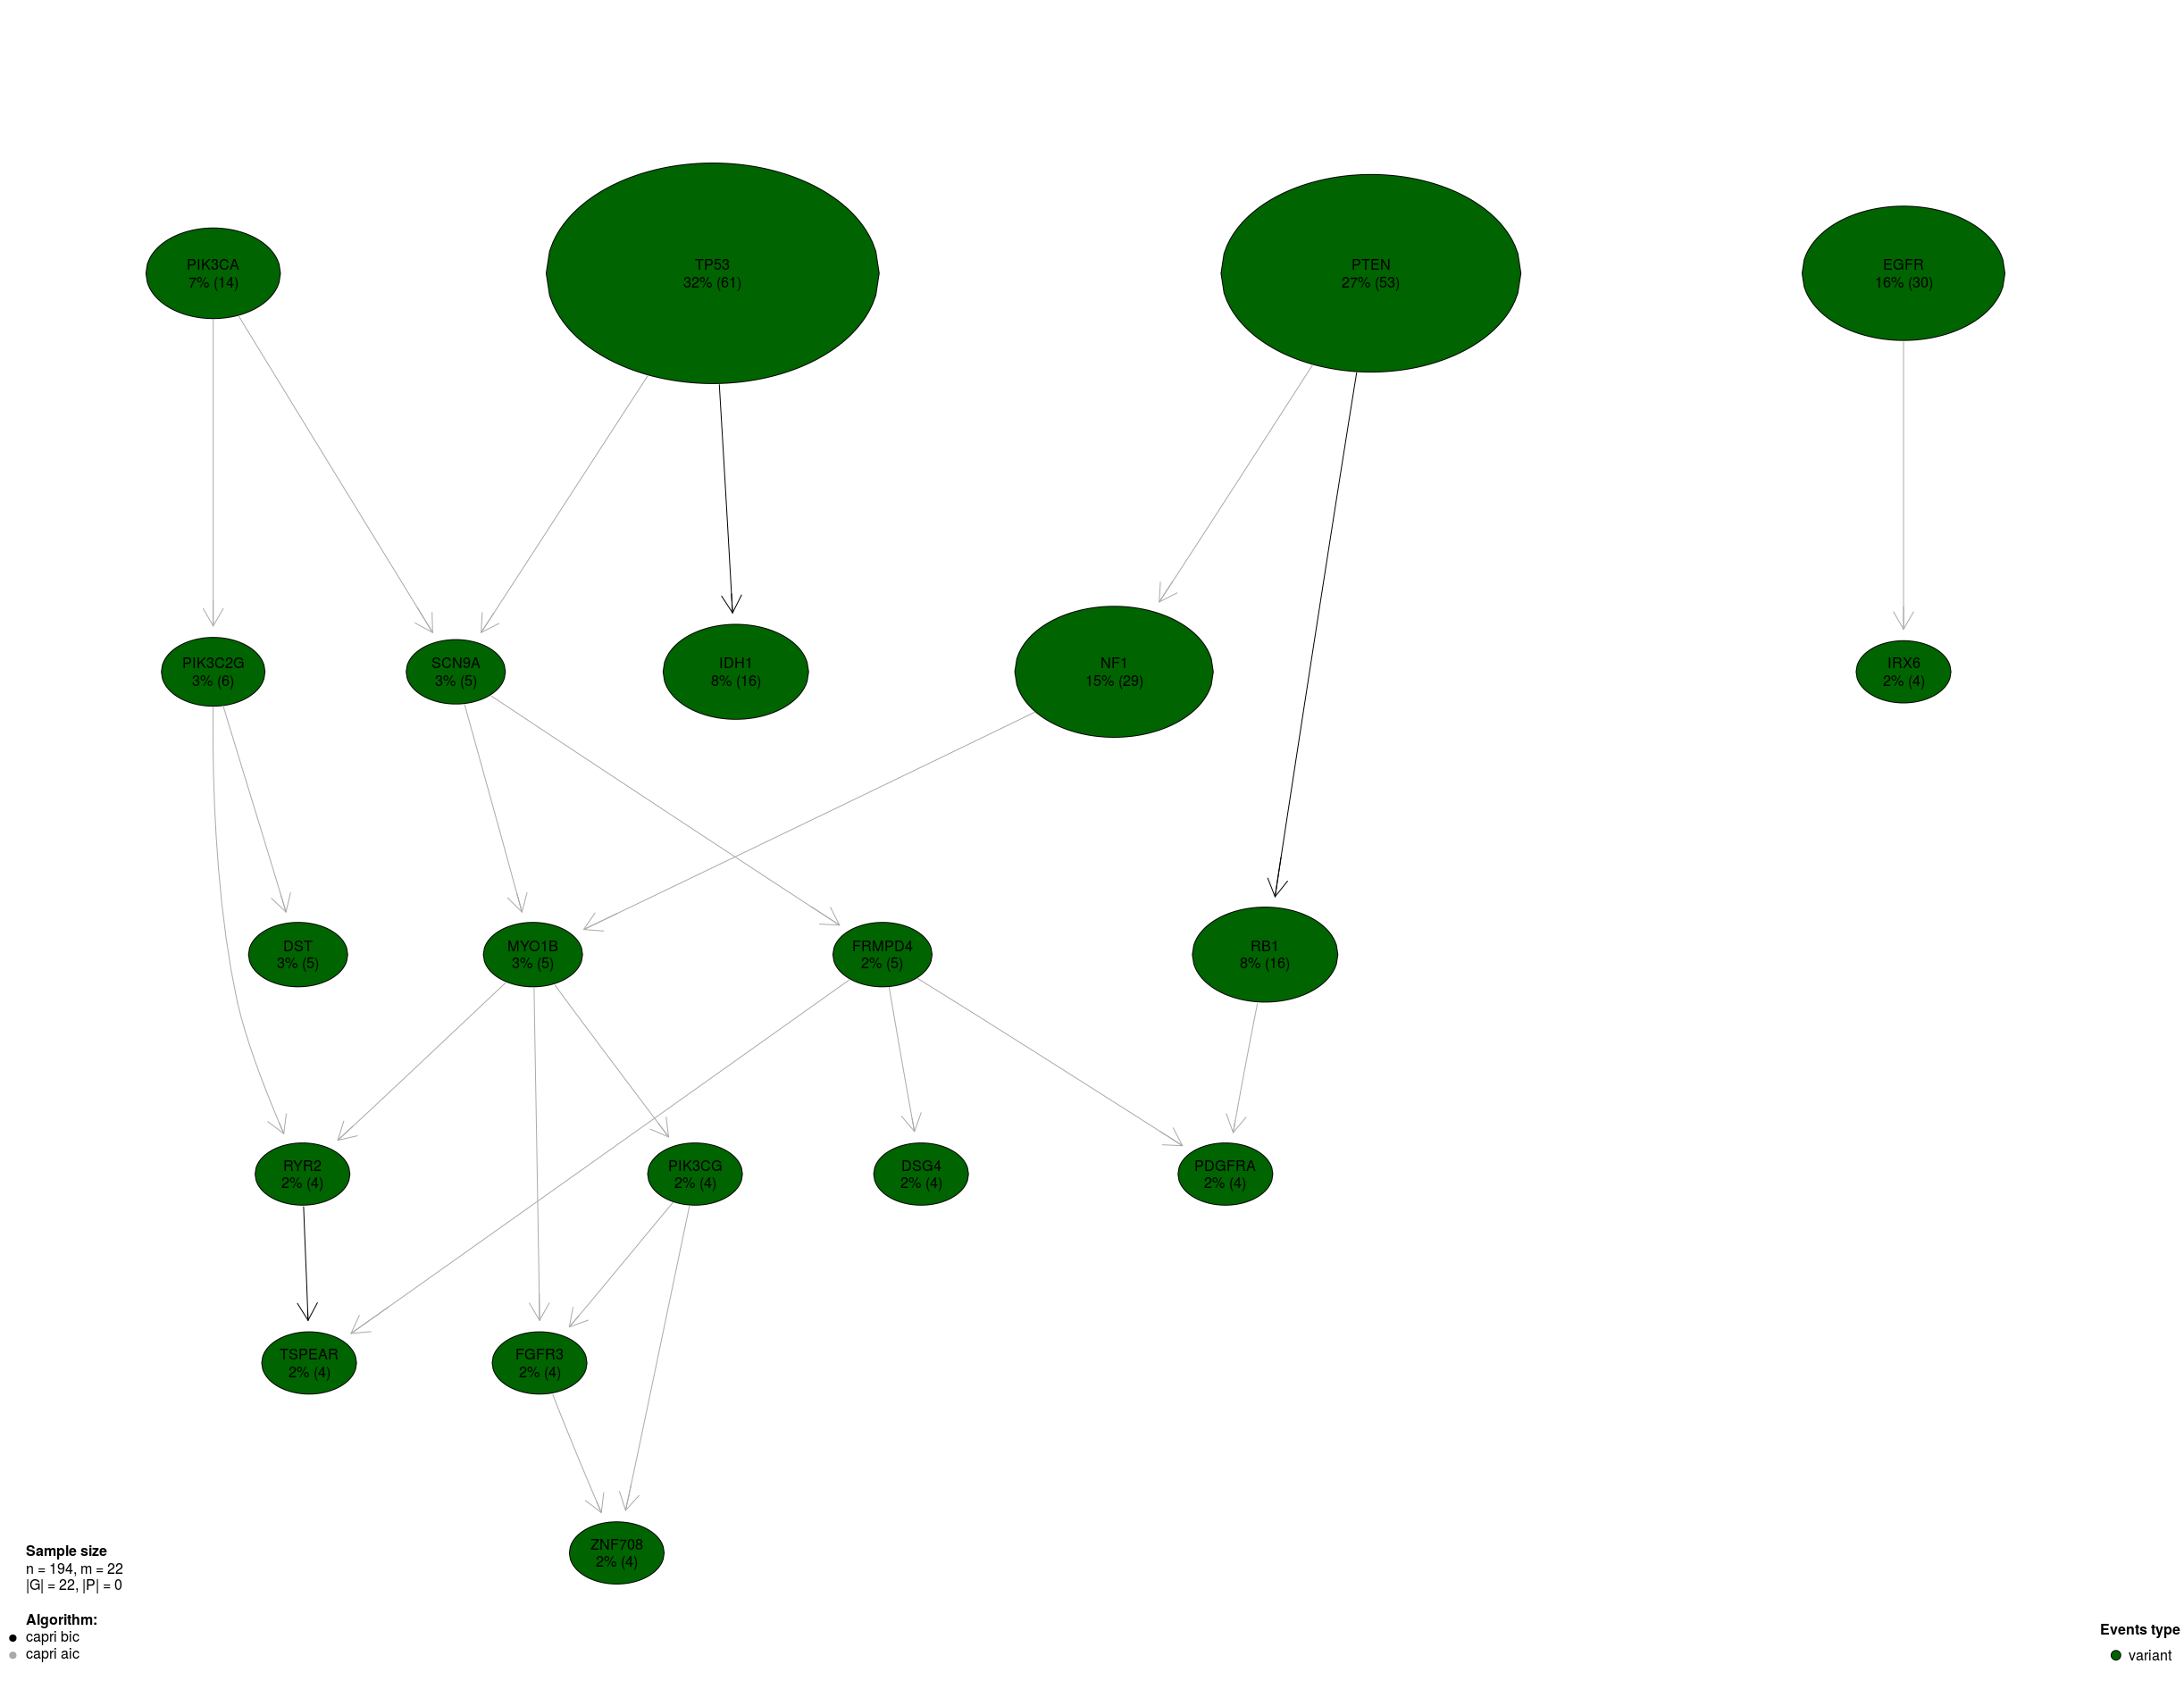 PIK3CA
7% (14)
TP53
32% (61)
PTEN
27% (53)
EGFR
16% (30)
PIK3C2G
3% (6)
SCN9A
3% (5)
IDH1
8% (16)
NF1
15% (29)
IRX6
2% (4)
DST
3% (5)
MYO1B
3% (5)
FRMPD4
2% (5)
RB1
8% (16)
RYR2
2% (4)
PIK3CG
2% (4)
DSG4
2% (4)
PDGFRA
2% (4)
TSPEAR
2% (4)
FGFR3
2% (4)
ZNF708
2% (4)
Sample size
n = 194, m = 22
|G| = 22, |P| = 0
Algorithm:
capri bic
capri aic
Events type
variant